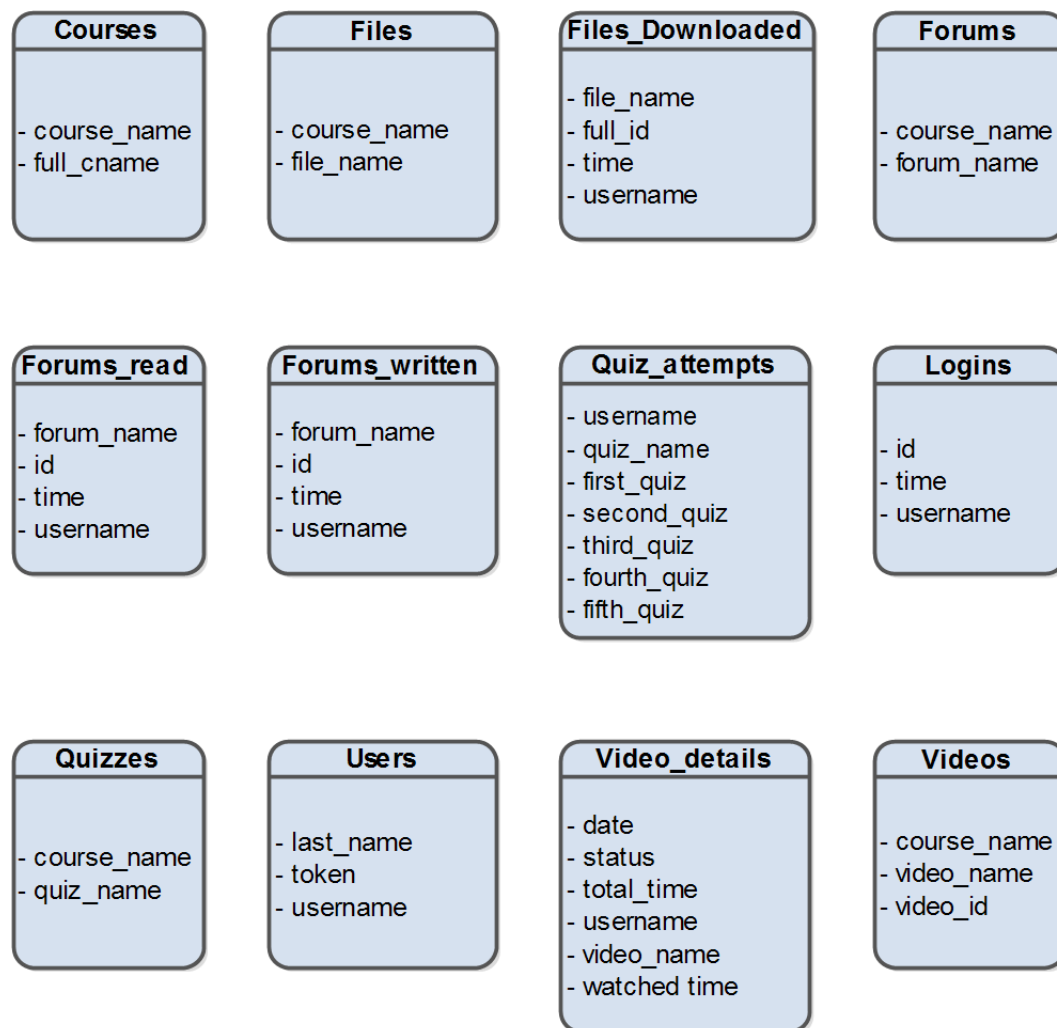 Courses
- course_name
- full_cname
Files
- course_name
- file_name
Files_Downloaded
- file_name
- full_id
- time
- username
Forums
- course_name
- forum_name
Forums_read
- forum_name
- id
- time
- username
Forums_written
- forum_name
- id
- time
- username
Quiz_attempts
- username
- quiz_name
- first_quiz
- second_quiz
- third_quiz
- fourth_quiz
- fifth_quiz
Logins
- id
- time
- username
Quizzes
- course_name
- quiz_name
Users
- last_name
- token
- username
Video_details
- date
- status
- total_time
- username
- video_name
- watched time
Videos
- course_name
- video_name
- video_id